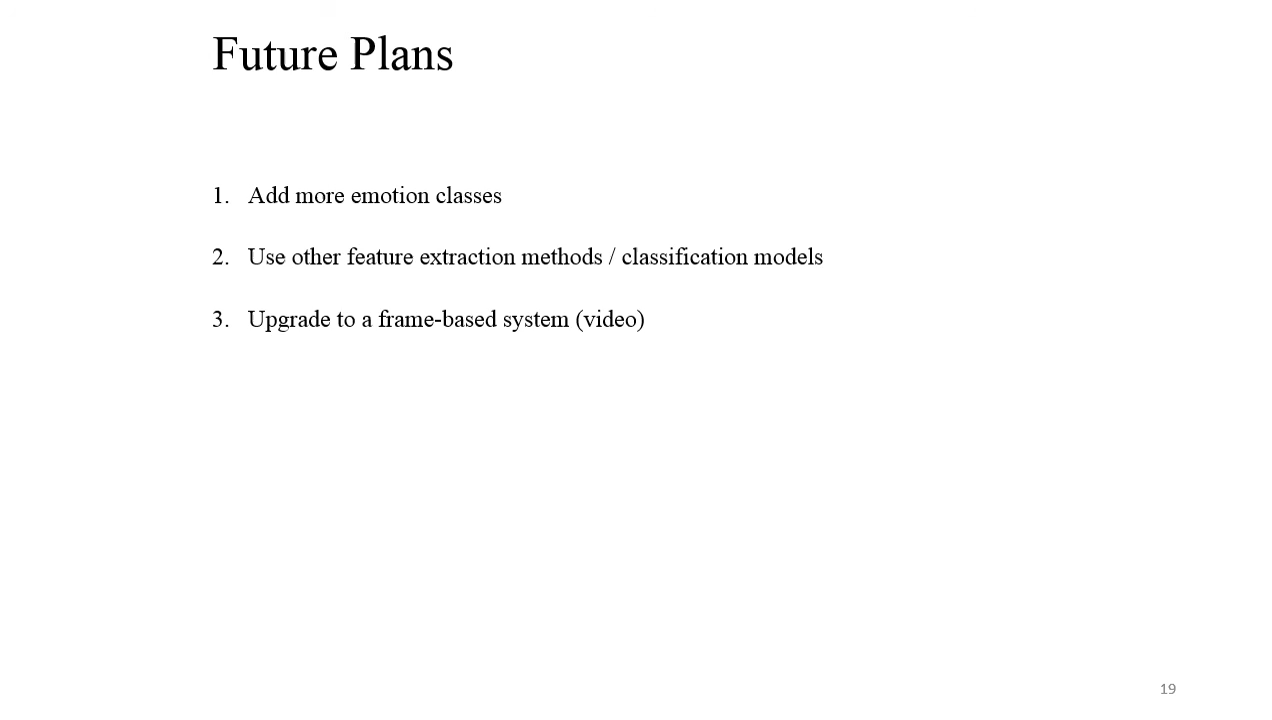 Future Plans
1. Add more emotion classes
2. Use other feature extraction methods / classification models
3. Upgrade to a frame-based system (video)
19